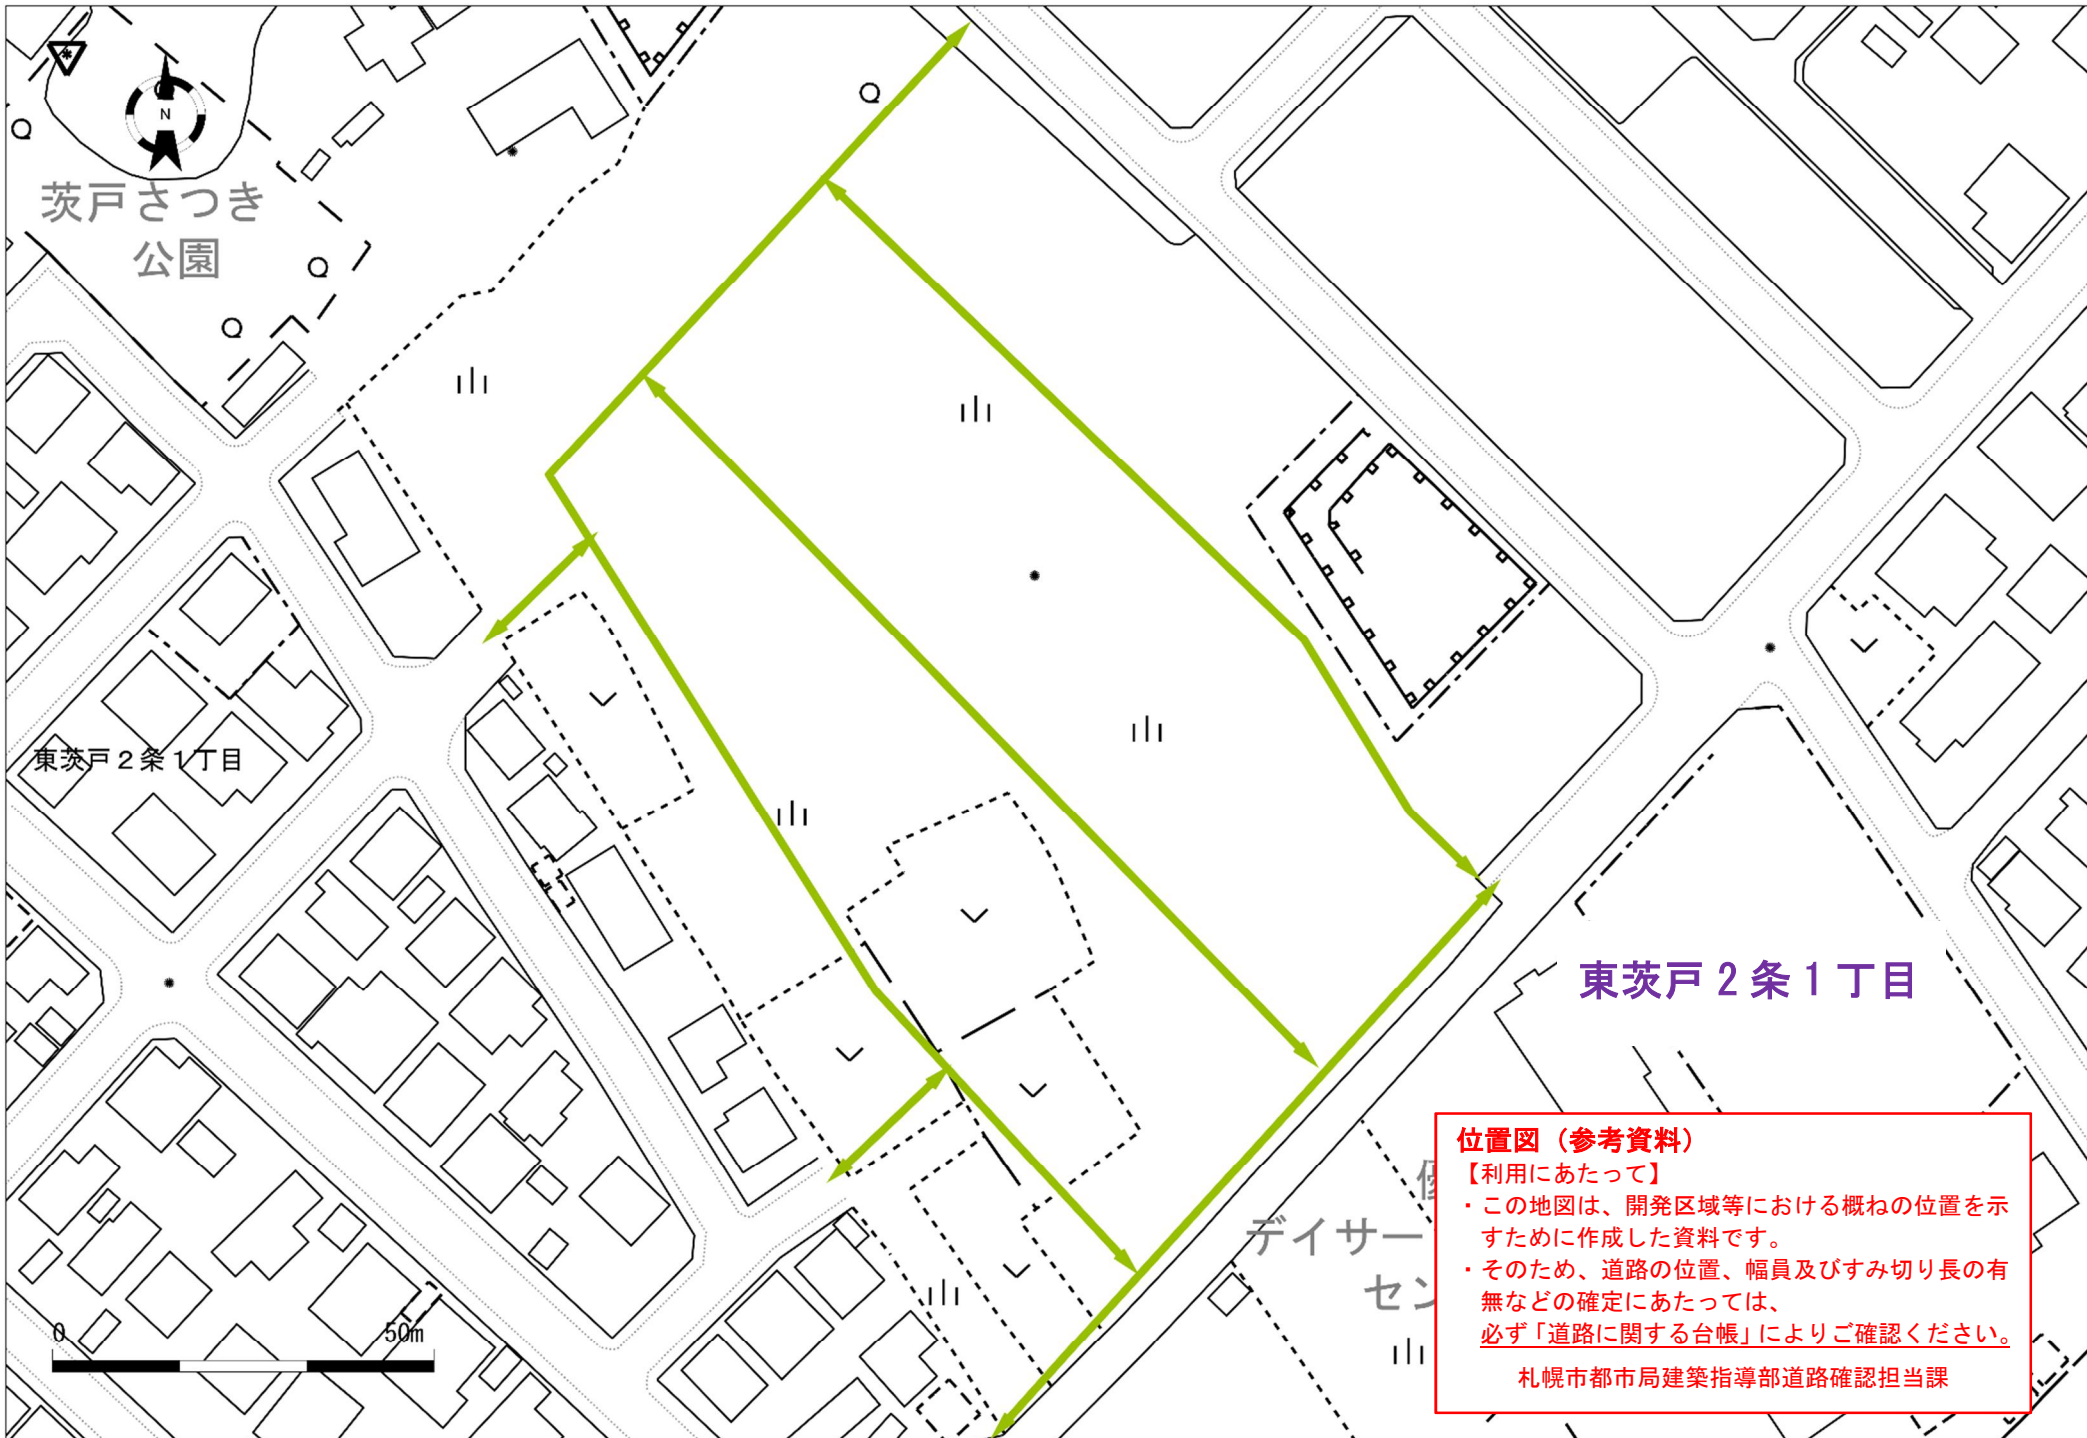 N
茨戸さつき
公園
東茨戸２条１丁目
東茨戸２条１丁目
デイサー
セン
0 50m
位置図（参考資料）
【利用にあたって】
・この地図は、開発区域等における概ねの位置を示
すために作成した資料です。
・そのため、道路の位置、幅員及びすみ切り長の有
無などの確定にあたっては、
必ず「道路に関する台帳」によりご確認ください。
札幌市都市局建築指導部道路確認担当課